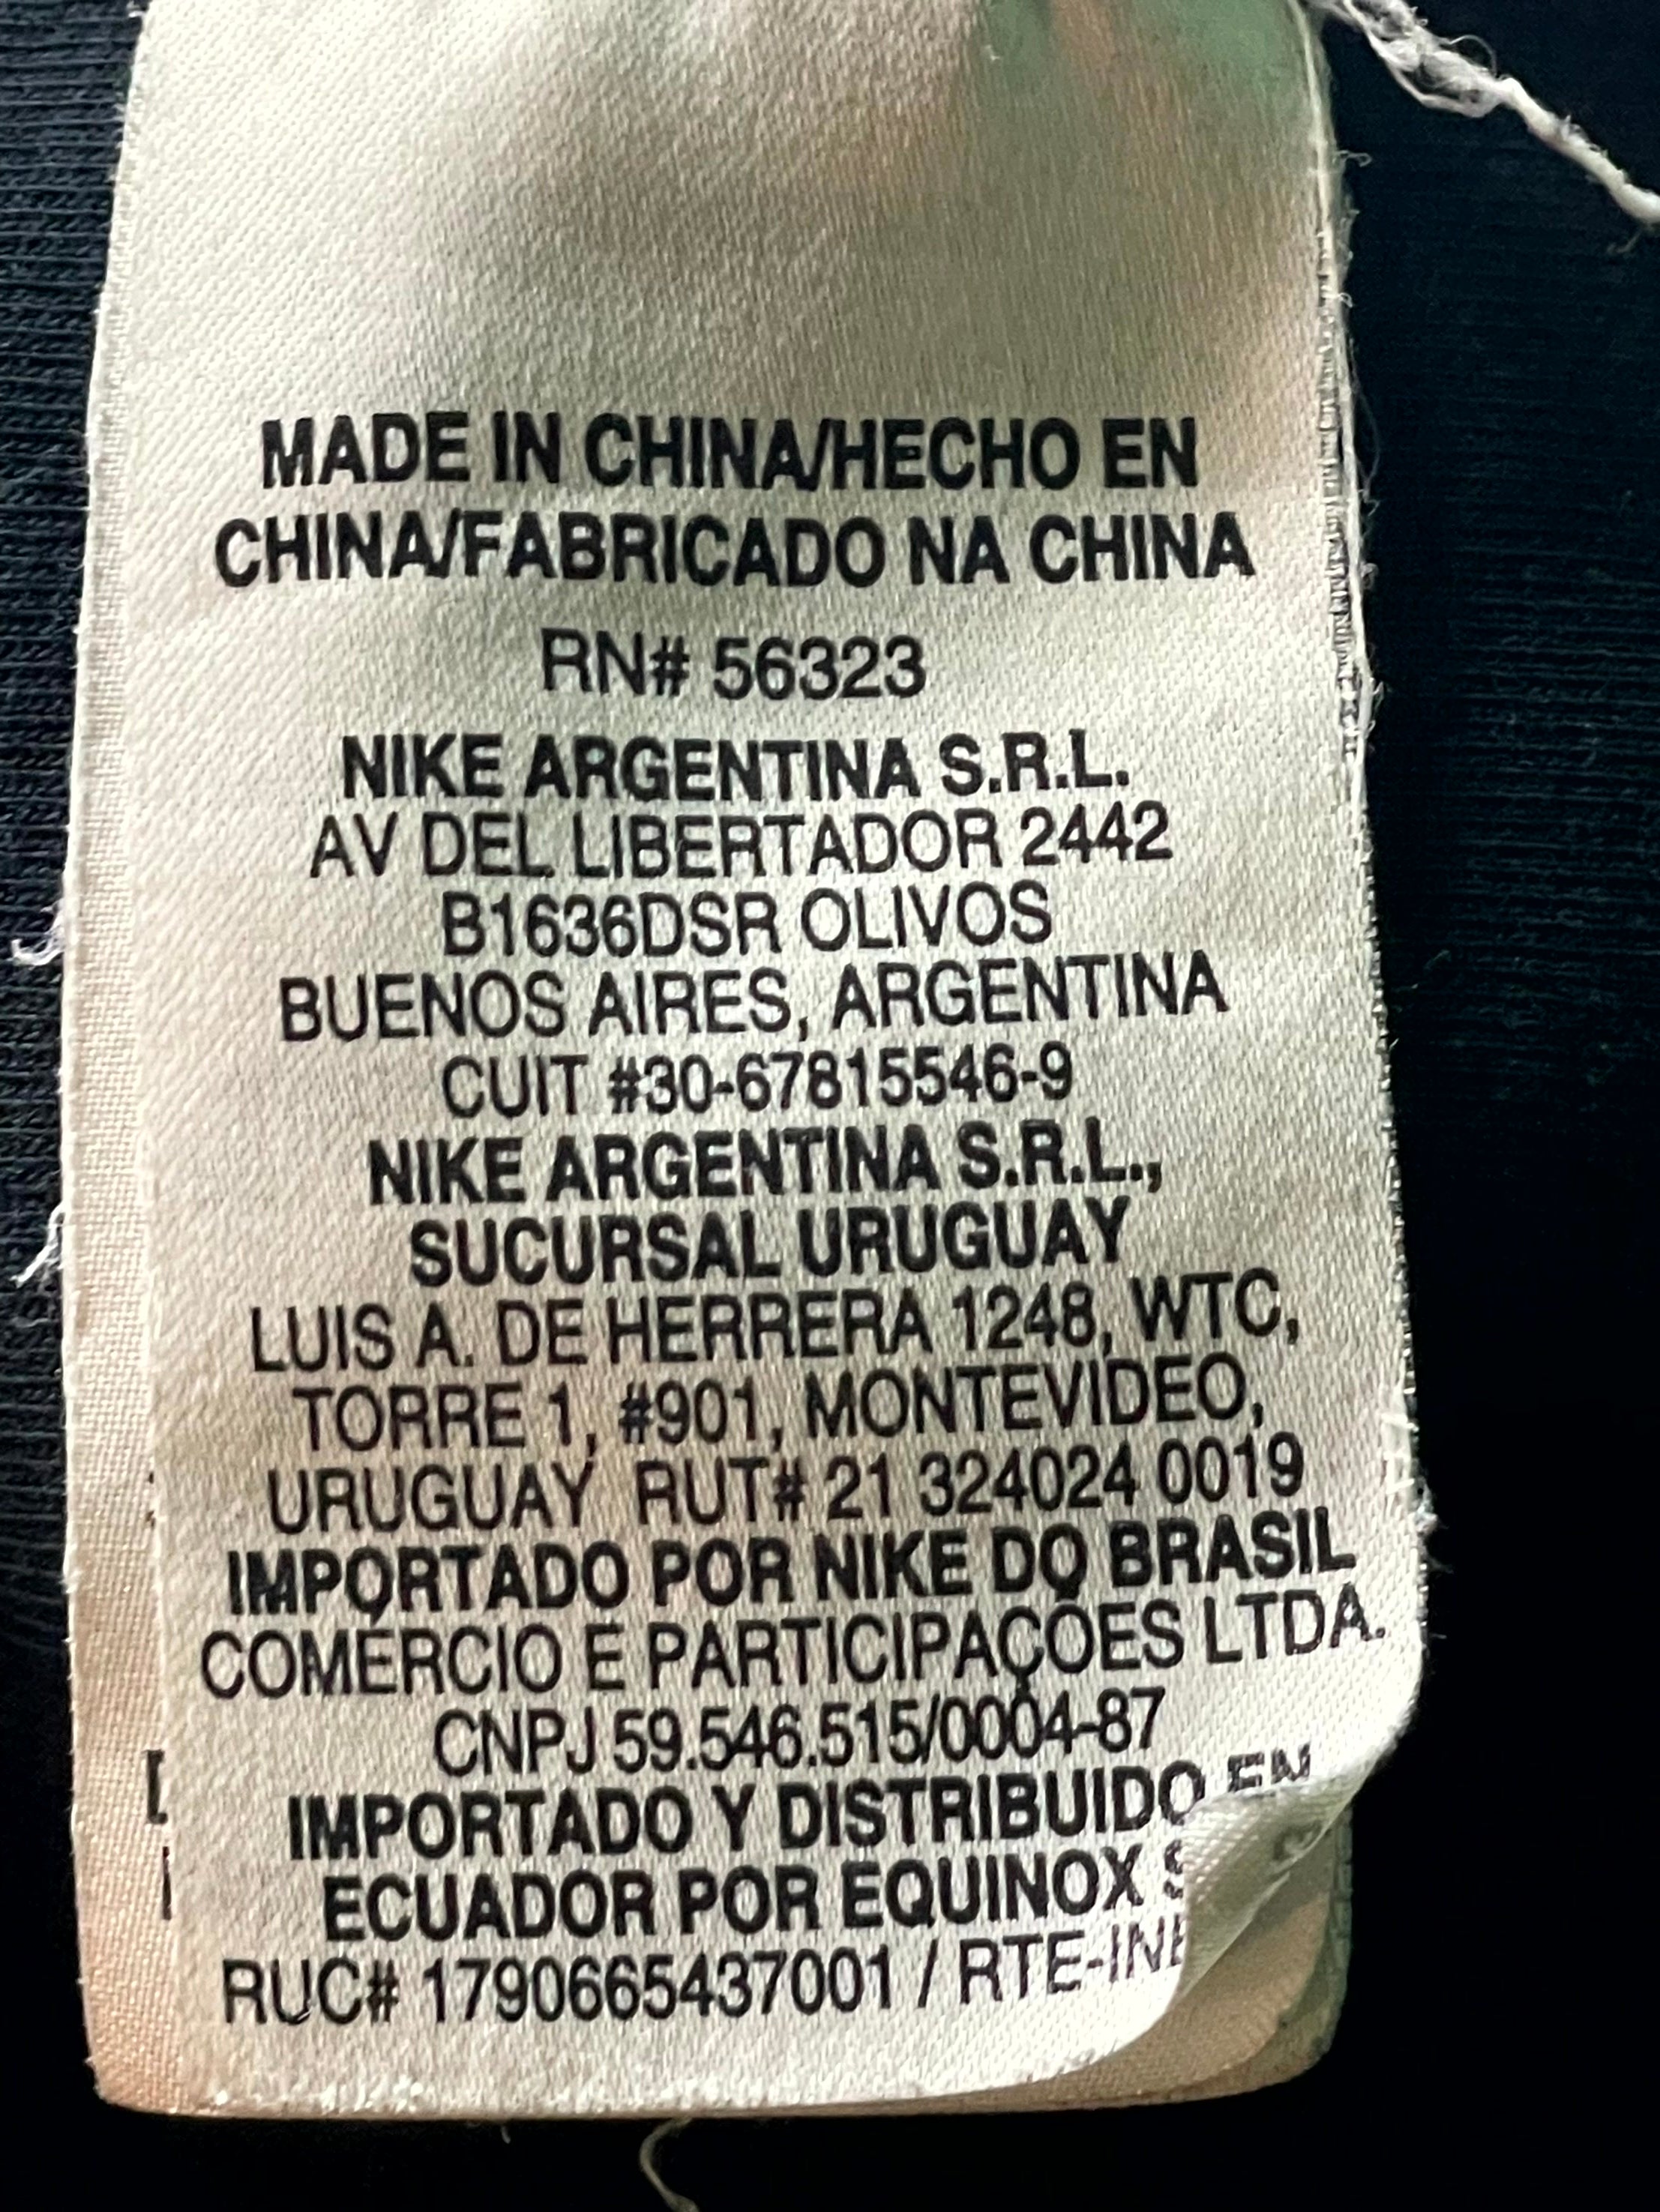 MADE IN CHINA/HECHO EN
CHINA/FABRICADO NA CHINA
RN# 56323
NIKE ARGENTINA S.R.L.
AV DEL LIBERTADOR 2442
B1636DSR OLIVOS
BUENOS AIRES, ARGENTINA
CUIT #30-67815546-9
NIKE ARGENTINA S.R.L.,
SUCURSAL URUGUAY
LUIS A. DE HERRERA 1248, WTC,
TORRE 1, #901, MONTEVIDEO,
URUGUAY RUT# 21 324024 0019
IMPORTADO POR NIKE DO BRASIL
COMÉRCIO E PARTICIPAÇÕES LTDA.
CNPJ 59.546.515/0004-87
IMPORTADO Y DISTRIBUIDO EN
ECUADOR POR EQUINOX
RUC# 1790665437001 /